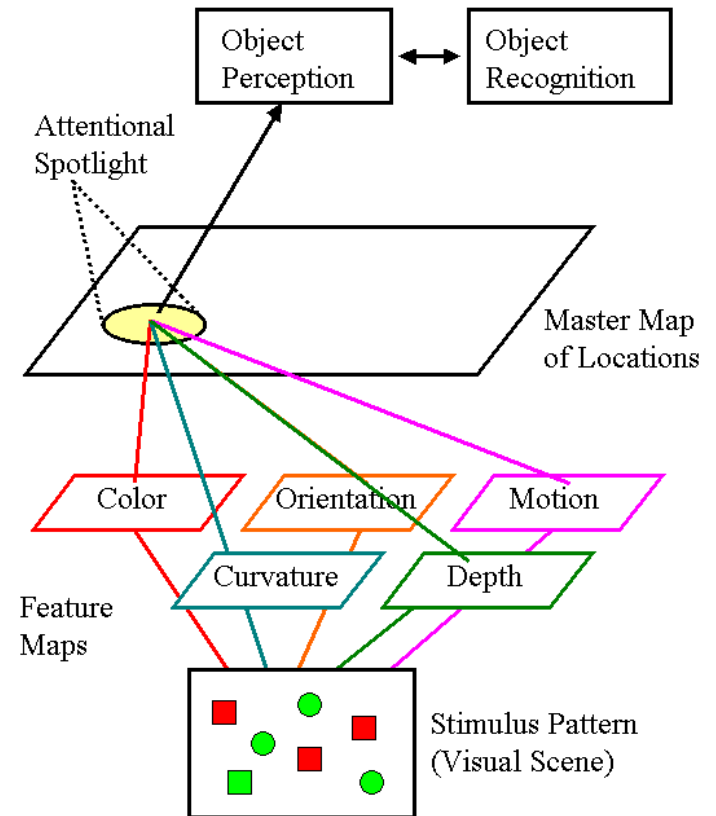 Object
Perception
Object
Recognition
Attentional
Spotlight
Master Map
of Locations
Color
Orientation
Motion
Curvature
Depth
Feature
Maps
Stimulus Pattern
(Visual Scene)